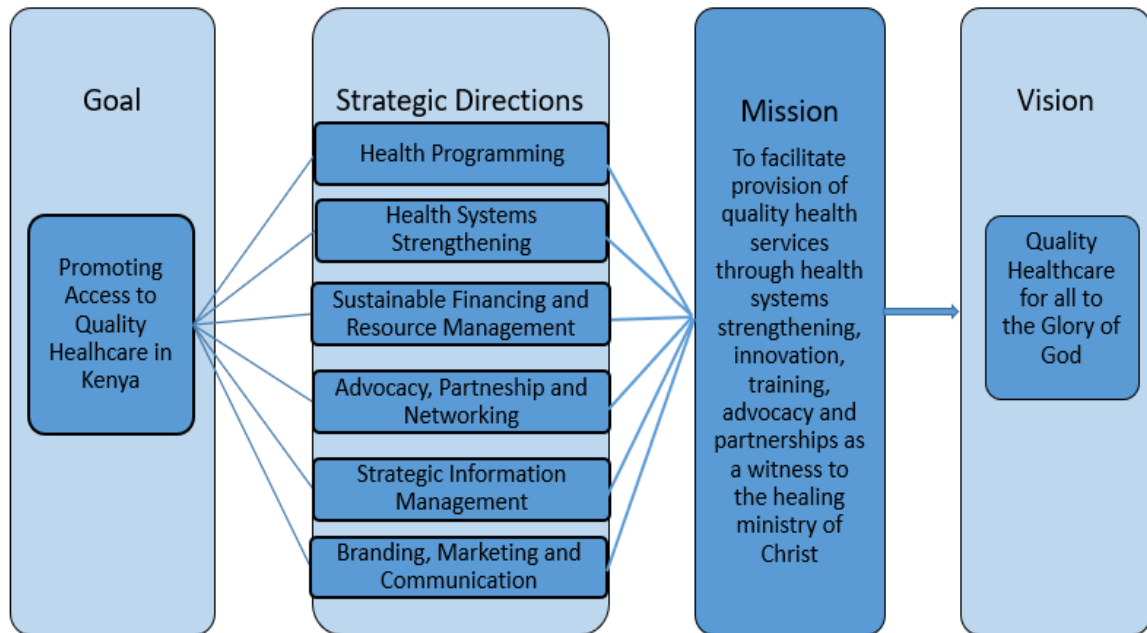 Goal
Promoting
Access to
Quality
Healhcare in
Kenya
Strategic Directions
Health Programming
Health Systems
Strengthening
Sustainable Financing and
Resource Management
Advocacy, Partneship and
Networking
Strategic Information
Management
Branding, Marketing and
Communication
Mission
To facilitate
provision of
quality health
services
through health
systems
strengthening,
innovation,
training,
advocacy and
partnerships as
a witness to
the healing
ministry of
Christ
Vision
Quality
Healthcare
for all to
the Glory of
God